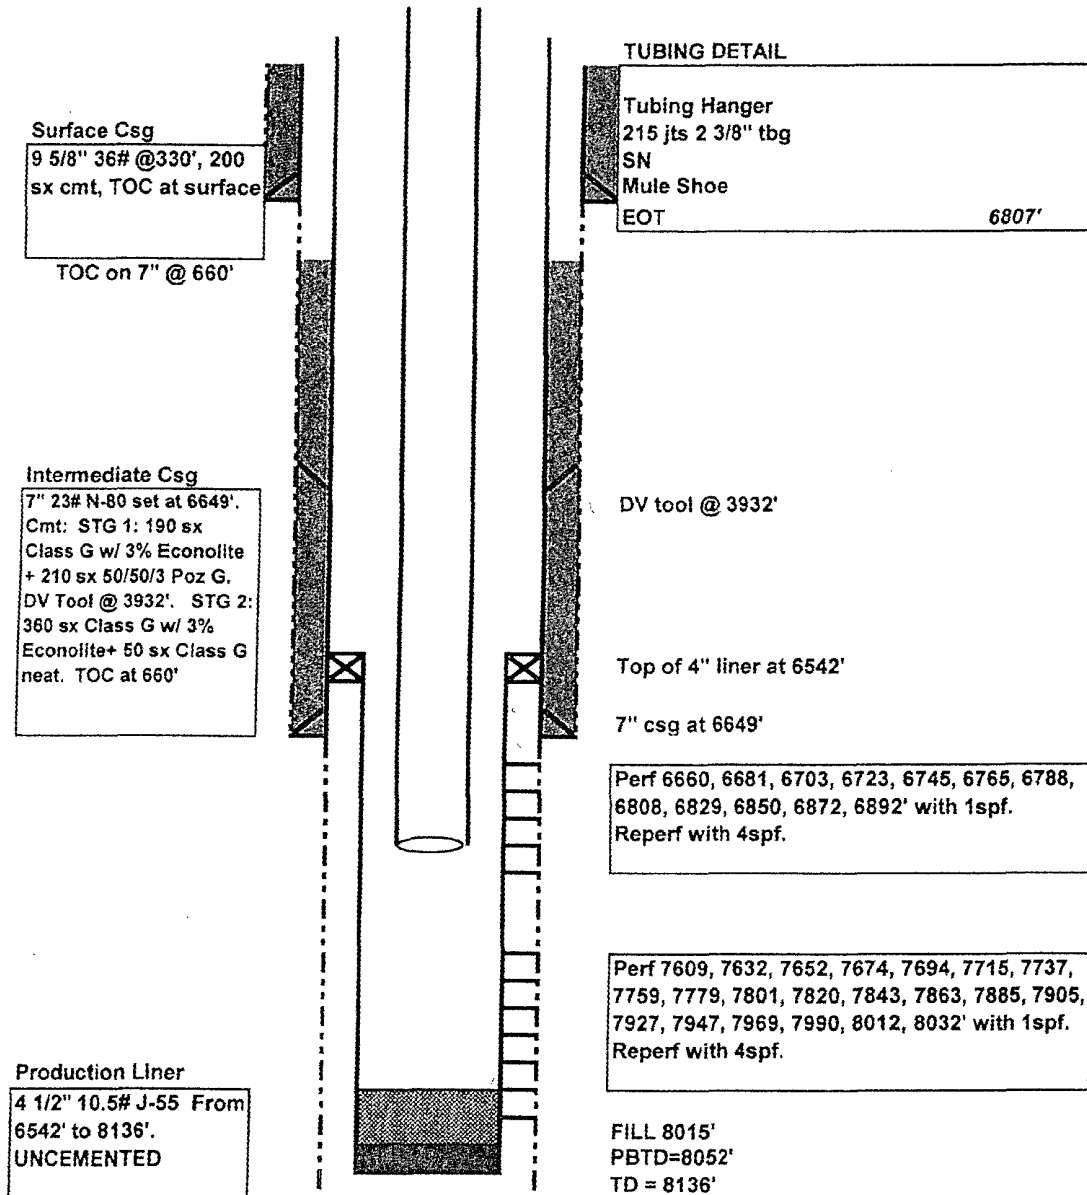 TUBING DETAIL
Tubing Hanger
215 jts 2 3/8" tbg
SN
Mule Shoe
EOT 6807'
Surface Csg
9 5/8" 36# @330', 200
sx cmt, TOC at surface
TOC on 7" @ 660'
Intermediate Csg
7" 23# N-80 set at 6649'.
Cmt: STG 1: 190 sx
Class G w/ 3% Econolite
+ 210 sx 50/50/3 Poz G.
DV Tool @ 3932'. STG 2:
360 sx Class G w/ 3%
Econolite+ 50 sx Class G
neat. TOC at 660'
DV tool @ 3932'
Top of 4" liner at 6542'
7" csg at 6649'
Perf 6660, 6681, 6703, 6723, 6745, 6765, 6788,
6808, 6829, 6850, 6872, 6892' with 1spf.
Reperf with 4spf.
Perf 7609, 7632, 7652, 7674, 7694, 7715, 7737,
7759, 7779, 7801, 7820, 7843, 7863, 7885, 7905,
7927, 7947, 7969, 7990, 8012, 8032' with 1spf.
Reperf with 4spf.
Production Liner
4 1/2" 10.5# J-55 From
6542' to 8136'.
UNCEMENTED
FILL 8015'
PBTD=8052'
TD = 8136'